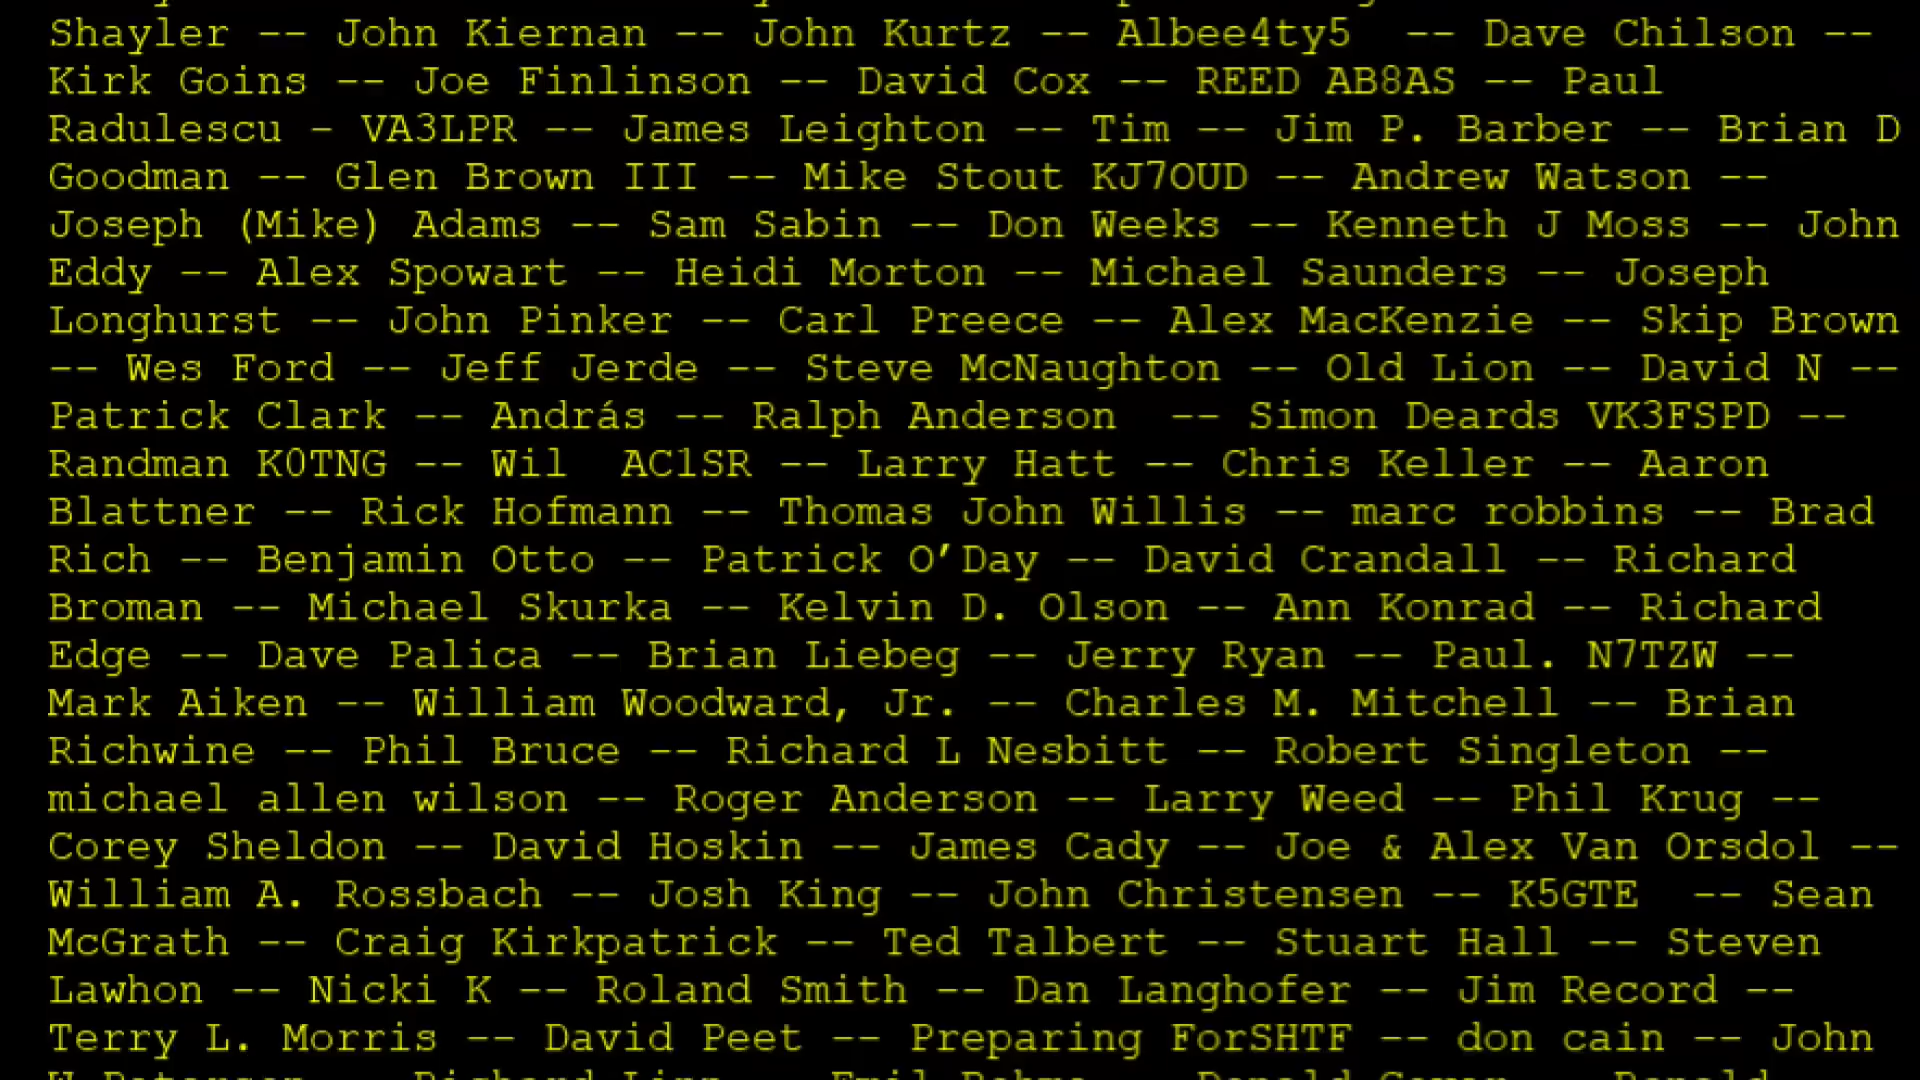 Shayler -- John Kiernan -- John Kurtz -- Albee4ty5  -- Dave Chilson --
Kirk Goins -- Joe Finlinson -- David Cox -- REED AB8AS -- Paul
Radulescu - VA3LPR -- James Leighton -- Tim -- Jim P. Barber -- Brian D
Goodman -- Glen Brown III -- Mike Stout KJ7OUD -- Andrew Watson --
Joseph (Mike) Adams -- Sam Sabin -- Don Weeks -- Kenneth J Moss -- John
Eddy -- Alex Spowart -- Heidi Morton -- Michael Saunders -- Joseph
Longhurst -- John Pinker -- Carl Preece -- Alex MacKenzie -- Skip Brown
-- Wes Ford -- Jeff Jerde -- Steve McNaughton -- Old Lion -- David N --
Patrick Clark -- András -- Ralph Anderson  -- Simon Deards VK3FSPD --
Randman K0TNG -- Wil  AC1SR -- Larry Hatt -- Chris Keller -- Aaron
Blattner -- Rick Hofmann -- Thomas John Willis -- marc robbins -- Brad
Rich -- Benjamin Otto -- Patrick O’Day -- David Crandall -- Richard
Broman -- Michael Skurka -- Kelvin D. Olson -- Ann Konrad -- Richard
Edge -- Dave Palica -- Brian Liebeg -- Jerry Ryan -- Paul. N7TZW --
Mark Aiken -- William Woodward, Jr. -- Charles M. Mitchell -- Brian
Richwine -- Phil Bruce -- Richard L Nesbitt -- Robert Singleton --
michael allen wilson -- Roger Anderson -- Larry Weed -- Phil Krug --
Corey Sheldon -- David Hoskin -- James Cady -- Joe & Alex Van Orsdol --
William A. Rossbach -- Josh King -- John Christensen -- K5GTE  -- Sean
McGrath -- Craig Kirkpatrick -- Ted Talbert -- Stuart Hall -- Steven
Lawhon -- Nicki K -- Roland Smith -- Dan Langhofer -- Jim Record --
Terry L. Morris -- David Peet -- Preparing ForSHTF -- don cain -- John